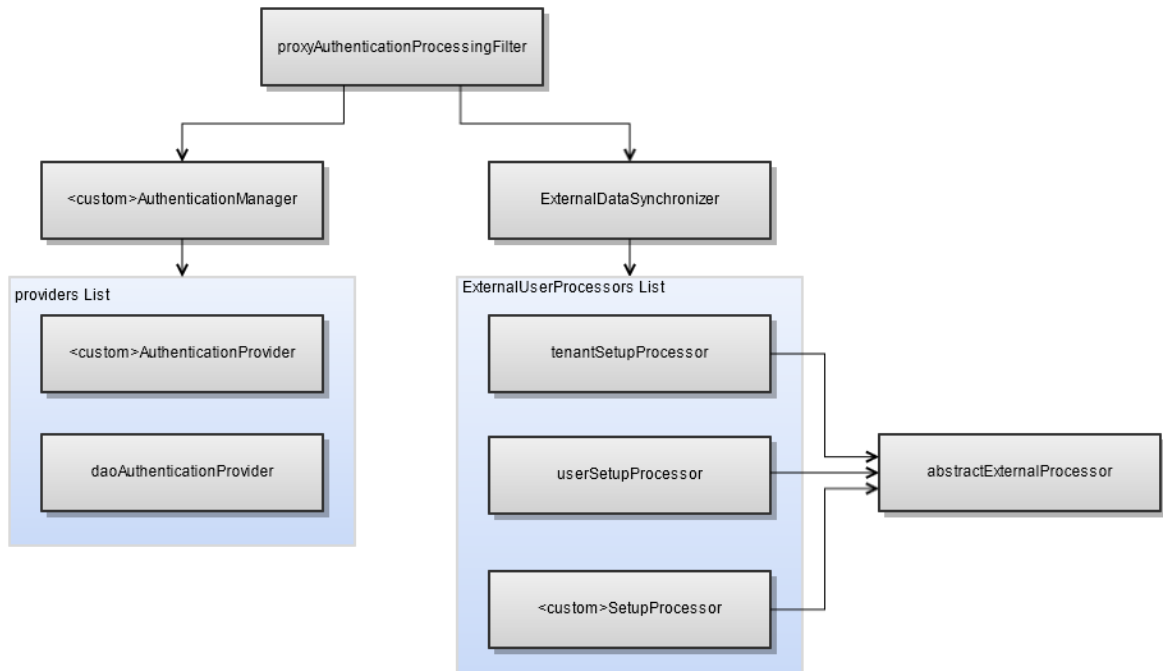 proxyAuthenticationProcessingFilter
<custom>AuthenticationManager
ExternalDataSynchronizer
providers List
<custom>AuthenticationProvider
daoAuthenticationProvider
ExternalUserProcessors List
tenantSetupProcessor
userSetupProcessor
<custom>SetupProcessor
abstractExternalProcessor